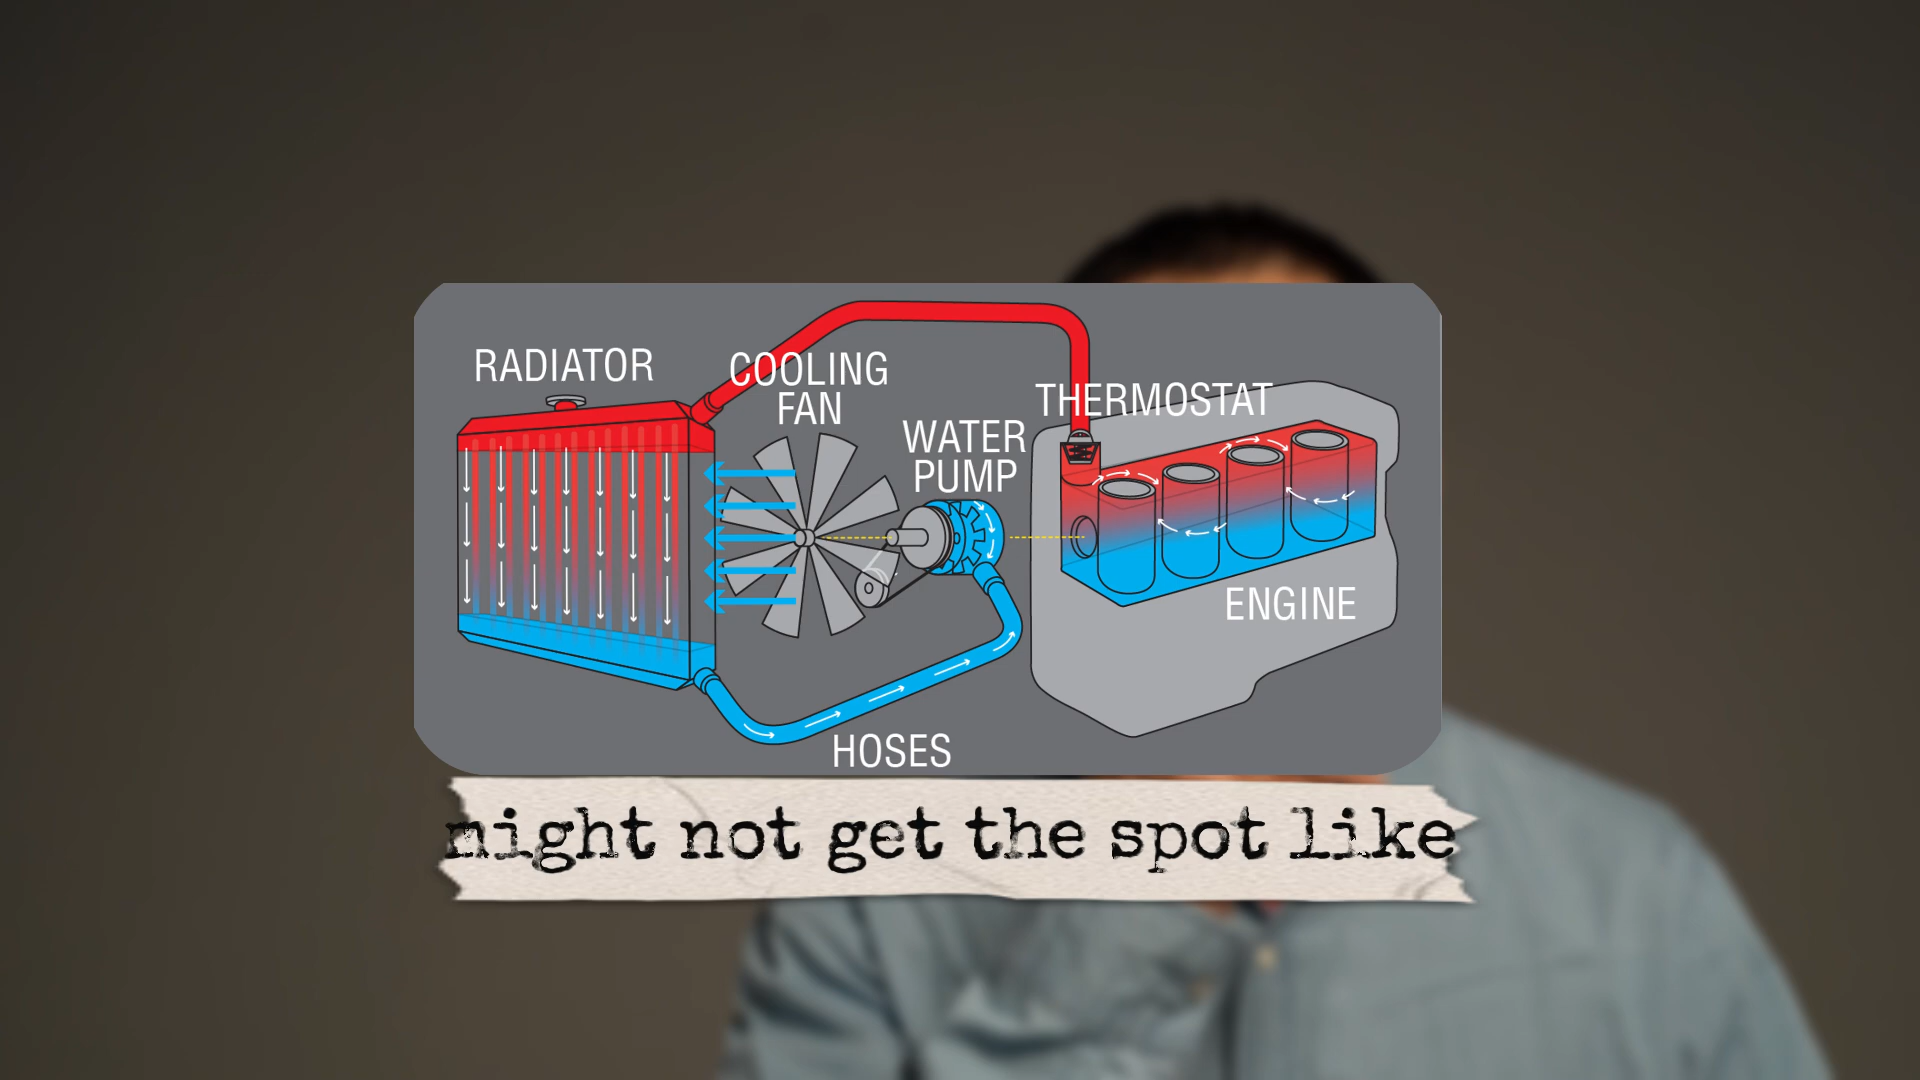 RADIATOR
COOLING
FAN
WATER
PUMP
THERMOSTAT
ENGINE
HOSES
might not get the spot like